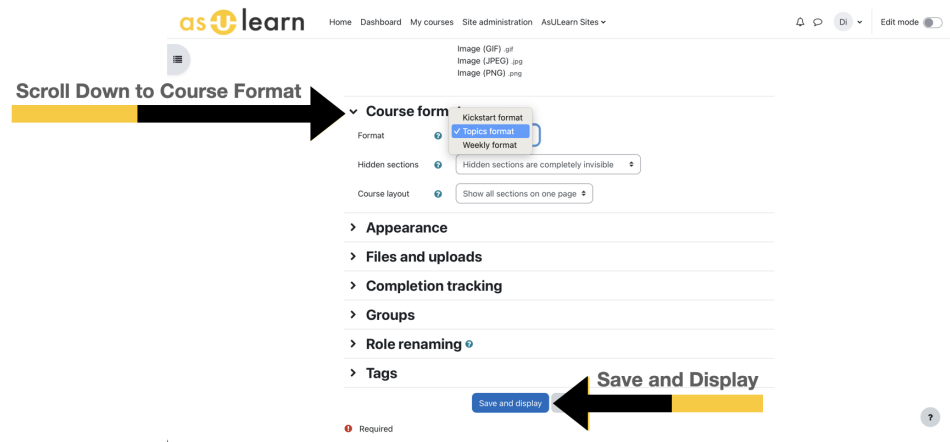 asulearn
Home Dashboard My courses Site administration AsULearn Sites Di Edit mode
Image (GIF) .gif
Image (JPEG) .jpg
Image (PNG) .png
Scroll Down to Course Format
Course form
Kickstart format
Format ✓ Topics format
Weekly format
Hidden sections Hidden sections are completely invisible
Course layout Show all sections on one page
Appearance
Files and uploads
Completion tracking
Groups
Role renaming
Tags
Save and Display
Save and display
Required